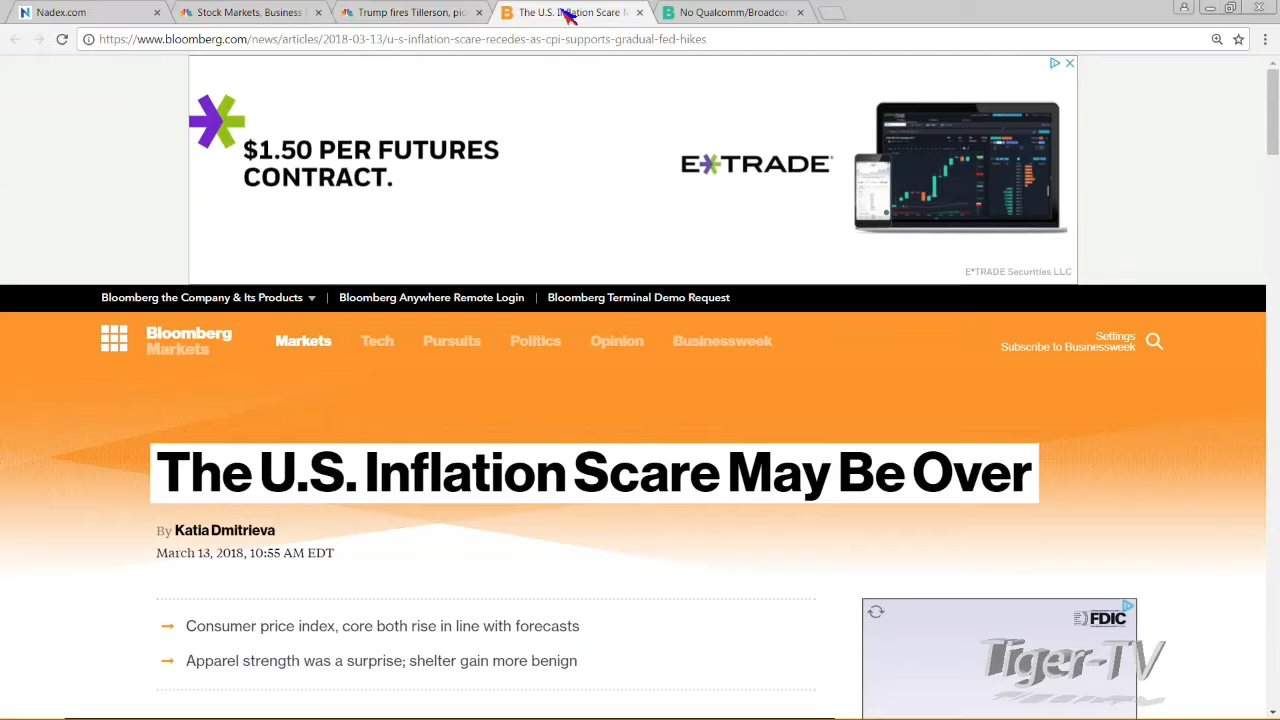 Nadex.com
Stock Markets, Business
Trump fires Tillerson, pic
The U.S. Inflation Scare
No Qualcomm/Broadcor
https://www.bloomberg.com/news/articles/2018-03-13/u-s-inflation-scare-recedes-as-cpi-supports-gradual-fed-hikes
$1.50 PER FUTURES
CONTRACT.
E*TRADE
E*TRADE Securities LLC
Bloomberg the Company & Its Products
Bloomberg Anywhere Remote Login
Bloomberg Terminal Demo Request
Bloomberg
Markets
Markets
Tech
Pursuits
Politics
Opinion
Businessweek
Settings
Subscribe to Businessweek
The U.S. Inflation Scare May Be Over
By Katia Dmitrieva
March 13, 2018, 10:55 AM EDT
Consumer price index, core both rise in line with forecasts
Apparel strength was a surprise; shelter gain more benign
FDIC
Tiger-TV